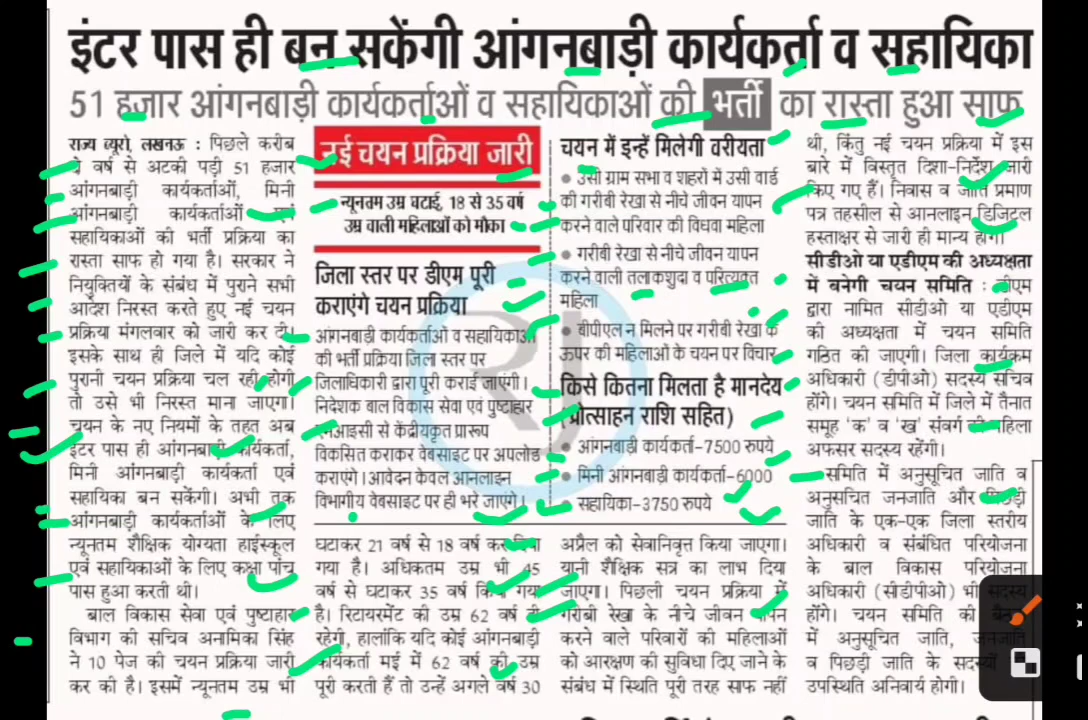 इंटर पास ही बन सकेंगी आंगनबाड़ी कार्यकर्ता व सहायिका
51 हजार आंगनबाड़ी कार्यकर्ताओं व सहायिकाओं की भर्ती का रास्ता हुआ साफ
राज्य ब्यूरो, लखनऊ : पिछले करीब
वर्ष से अटकी पड़ी 51 हजार
आंगनबाड़ी कार्यकर्ताओं, मिनी
आंगनबाड़ी कार्यकर्ताओं एवं
सहायिकाओं की भर्ती प्रक्रिया का
रास्ता साफ हो गया है। सरकार ने
नियुक्तियों के संबंध में पुराने सभी
आदेश निरस्त करते हुए नई चयन
प्रक्रिया मंगलवार को जारी कर दी।
इसके साथ ही जिले में यदि कोई
पुरानी चयन प्रक्रिया चल रही होगी
तो उसे भी निरस्त माना जाएगा।
चयन के नए नियमों के तहत अब
इंटर पास ही आंगनबाड़ी कार्यकर्ता,
मिनी आंगनबाड़ी कार्यकर्ता एवं
सहायिका बन सकेंगी। अभी तक
आंगनबाड़ी कार्यकर्ताओं के लिए
न्यूनतम शैक्षिक योग्यता हाईस्कूल
एवं सहायिकाओं के लिए कक्षा पांच
पास हुआ करती थी।
बाल विकास सेवा एवं पुष्टाहार
विभाग की सचिव अनामिका सिंह
ने 10 पेज की चयन प्रक्रिया जारी
कर की है। इसमें न्यूनतम उम्र भी
नई चयन प्रक्रिया जारी
न्यूनतम उम्र घटाई, 18 से 35 वर्ष
उम्र वाली महिलाओं को मौका
जिला स्तर पर डीएम पूरी
कराएंगे चयन प्रक्रिया
आंगनबाड़ी कार्यकर्ता व सहायिकाओं
की भर्ती प्रक्रिया जिला स्तर पर
जिलाधिकारी द्वारा पूरी कराई जाएंगी।
निदेशक बाल विकास सेवा एवं पुष्टाहार
एनआइसी से केंद्रीयकृत प्रारूप
विकसित कराकर वेबसाइट पर अपलोड
कराएंगे। आवेदन केवल आनलाइन
विभागीय वेबसाइट पर ही भरे जाएंगे।
घटाकर 21 वर्ष से 18 वर्ष कर दिया
गया है। अधिकतम उम्र भी 45
वर्ष से घटाकर 35 वर्ष किया गया
है। रिटायरमेंट की उम्र 62 वर्ष ही
रहेगी, हालांकि यदि कोई आंगनबाड़ी
कार्यकर्ता मई में 62 वर्ष की उम्र
पूरी करती हैं तो उन्हें अगले वर्ष 30
चयन में इन्हें मिलेगी वरीयता
● उसी ग्राम सभा व शहरों में उसी वार्ड
की गरीबी रेखा से नीचे जीवन यापन
करने वाले परिवार की विधवा महिला
● गरीबी रेखा से नीचे जीवन यापन
करने वाली तलाकशुदा व परित्यक्त
महिला
● बीपीएल न मिलने पर गरीबी रेखा के
ऊपर की महिलाओं के चयन पर विचार
किसे कितना मिलता है मानदेय
(प्रोत्साहन राशि सहित)
● आंगनबाड़ी कार्यकर्ता-7500 रुपये
● मिनी आंगनबाड़ी कार्यकर्ता-6000
सहायिका-3750 रुपये
अप्रैल को सेवानिवृत्त किया जाएगा।
यानी शैक्षिक सत्र का लाभ दिया
जाएगा। पिछली चयन प्रक्रिया में
गरीबी रेखा के नीचे जीवन यापन
करने वाले परिवारों की महिलाओं
को आरक्षण की सुविधा दिए जाने के
संबंध में स्थिति पूरी तरह साफ नहीं
थी, किंतु नई चयन प्रक्रिया में इस
बारे में विस्तृत दिशा-निर्देश जारी
किए गए हैं। निवास व जाति प्रमाण
पत्र तहसील से आनलाइन डिजिटल
हस्ताक्षर से जारी ही मान्य होगा।
सीडीओ या एडीएम की अध्यक्षता
में बनेगी चयन समिति : डीएम
द्वारा नामित सीडीओ या एडीएम
की अध्यक्षता में चयन समिति
गठित की जाएगी। जिला कार्यक्रम
अधिकारी (डीपीओ) सदस्य सचिव
होंगे। चयन समिति में जिले में तैनात
समूह 'क' व 'ख' संवर्ग की महिला
अफसर सदस्य रहेंगी।
समिति में अनुसूचित जाति व
अनुसूचित जनजाति और पिछड़ी
जाति के एक-एक जिला स्तरीय
अधिकारी व संबंधित परियोजना
के बाल विकास परियोजना
अधिकारी (सीडीपीओ) भी सदस्य
होंगे। चयन समिति की बैठक
में अनुसूचित जाति, जनजाति
व पिछड़ी जाति के सदस्यों
उपस्थिति अनिवार्य होगी।